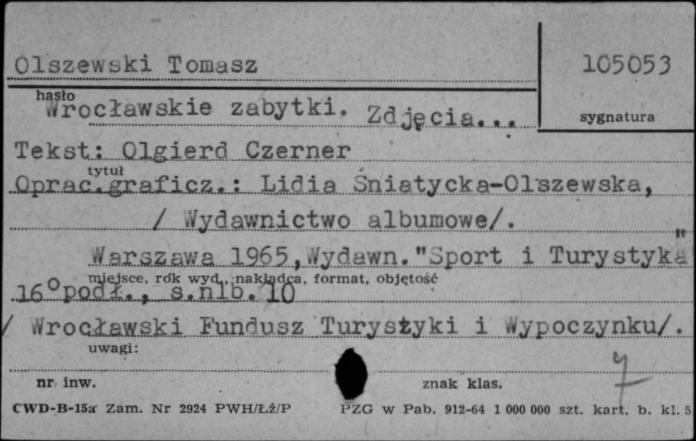 Olszewski Tomasz
105053
hasło
sygnatura
Wrocławskie zabytki. Zdjęcia...
Tekst: Olgierd Czerner
tytuł
Oprac.graficz.: Lidia Śniatycka-Olszewska,
/ Wydawnictwo albumowe/.
Warszawa 1965,Wydawn."Sport i Turystyka"
miejsce, rok wyd., nakładca, format, objętość
16° podł., s.nlb. 10
/ Wrocławski Fundusz Turystyki i Wypoczynku/.
uwagi:
7
nr inw.
znak klas.
CWD-B-15a Zam. Nr 2924 PWH/Łź/P
PZG w Pab. 912-64 1 000 000 szt. kart. b. kl. 5